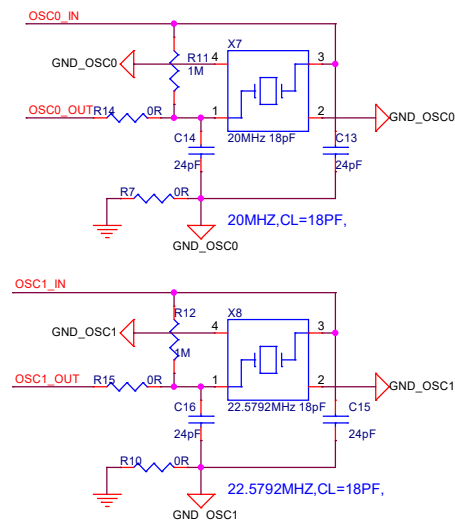 OSC0_IN
X7
R11
4
3
GND_OSC0
1M
OSC0_OUT
R14
0R
1
2
GND_OSC0
C14
20MHz 18pF
C13
24pF
24pF
R7
0R
20MHZ,CL=18PF,
GND_OSC0
OSC1_IN
X8
R12
4
3
GND_OSC1
1M
OSC1_OUT
R15
0R
1
2
GND_OSC1
C16
22.5792MHz 18pF
C15
24pF
24pF
R10
0R
22.5792MHZ,CL=18PF,
GND_OSC1